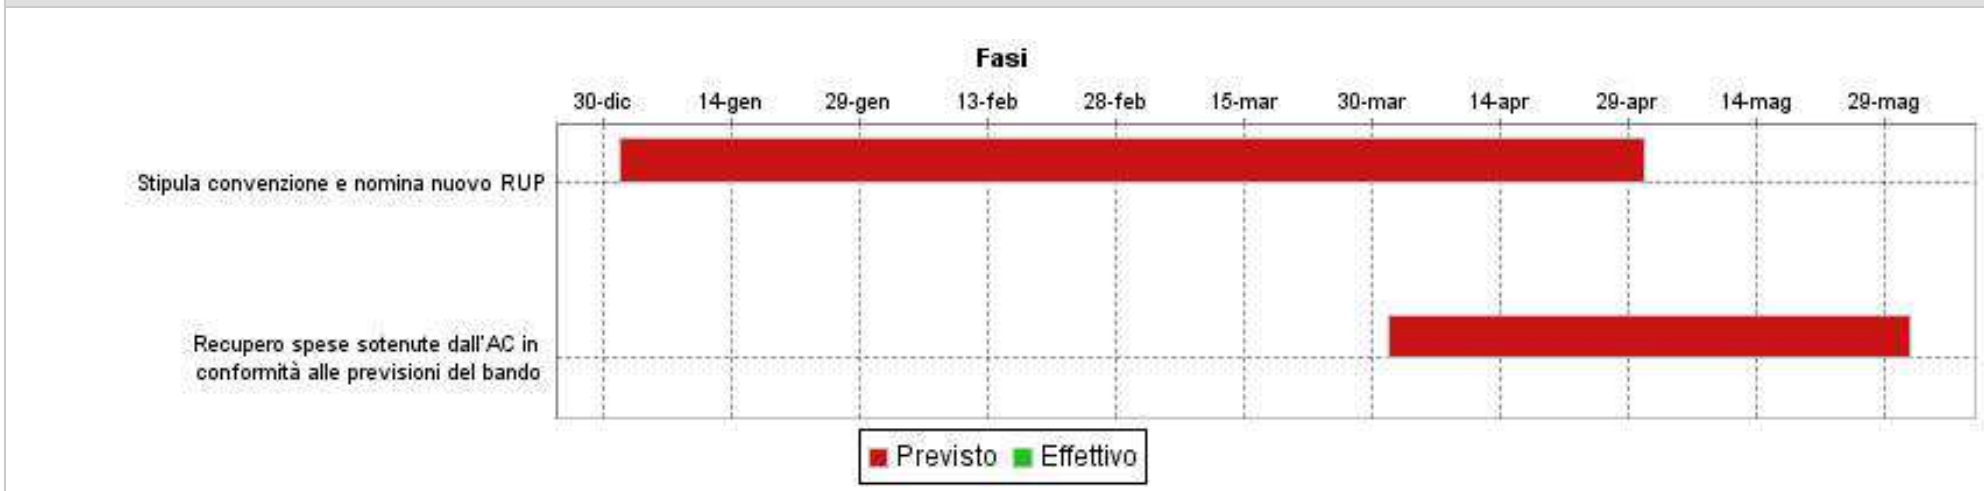 Fasi
30-dic 14-gen 29-gen 13-feb 28-feb 15-mar 30-mar 14-apr 29-apr 14-mag 29-mag
Stipula convenzione e nomina nuovo RUP
Recupero spese sotenute dall'AC in
conformità alle previsioni del bando
Previsto Effettivo